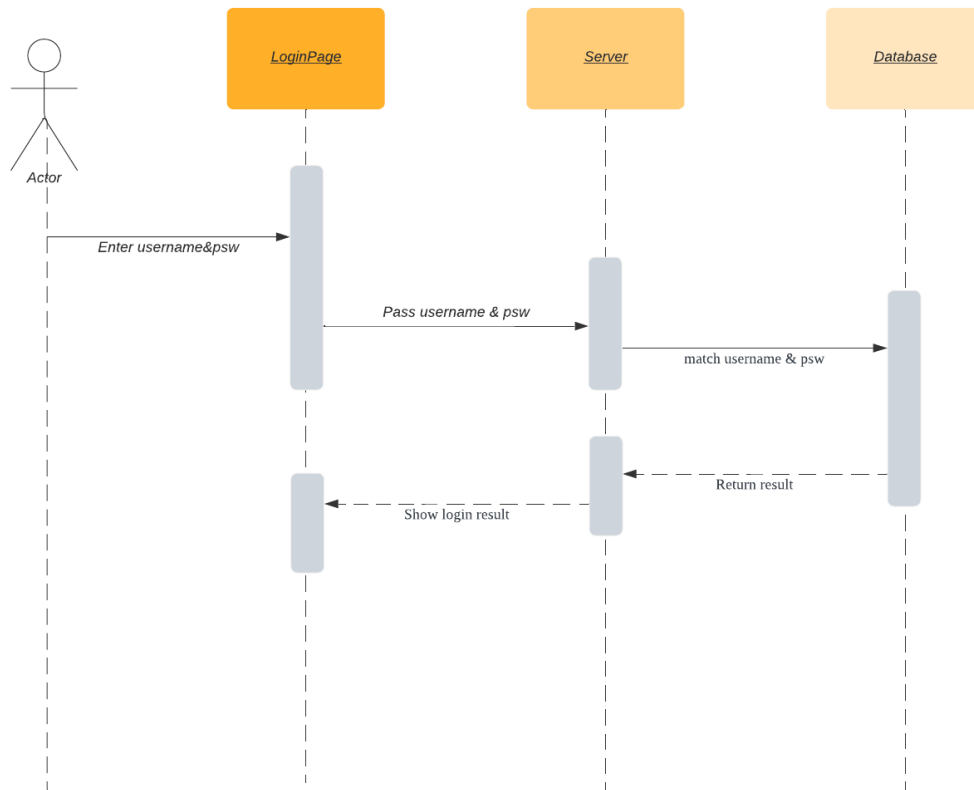 LoginPage
Server
Database
Actor
Enter username&psw
Pass username & psw
match username & psw
Return result
Show login result